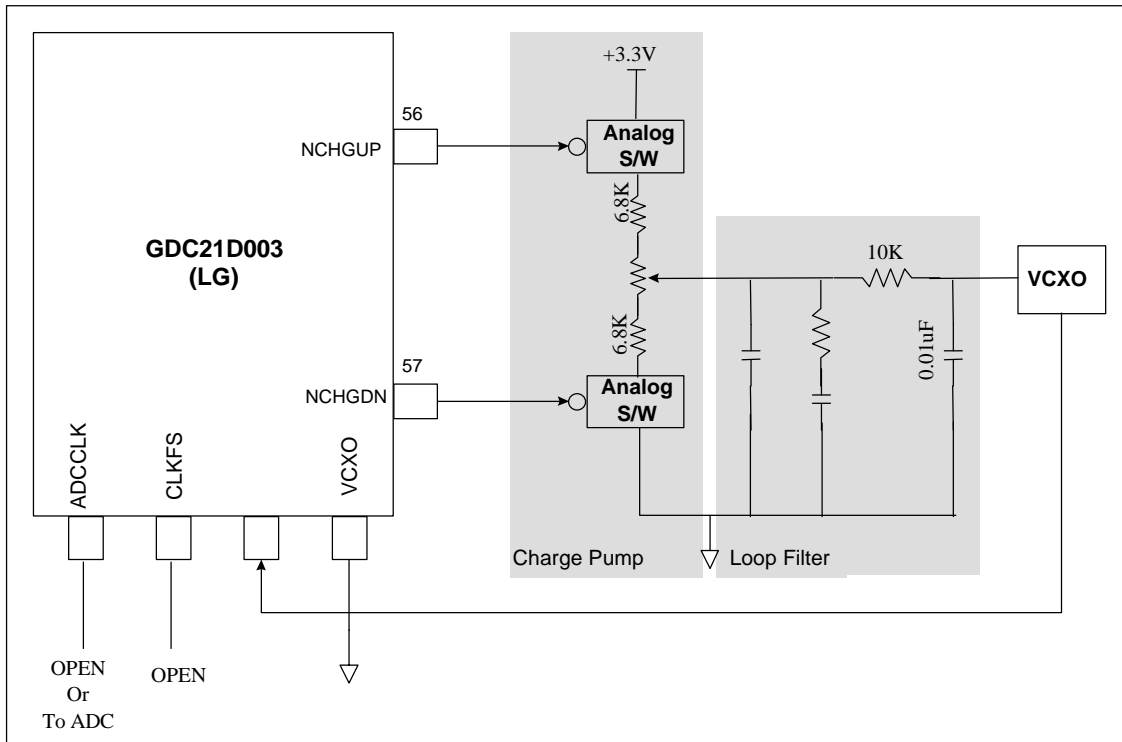 +3.3V
56
NCHGUP
Analog
S/W
6.8K
GDC21D003
(LG)
10K
VCXO
6.8K
0.01uF
57
NCHGDN
Analog
S/W
ADCCLK
CLKFS
VCXO
Charge Pump
Loop Filter
OPEN
Or
To ADC
OPEN